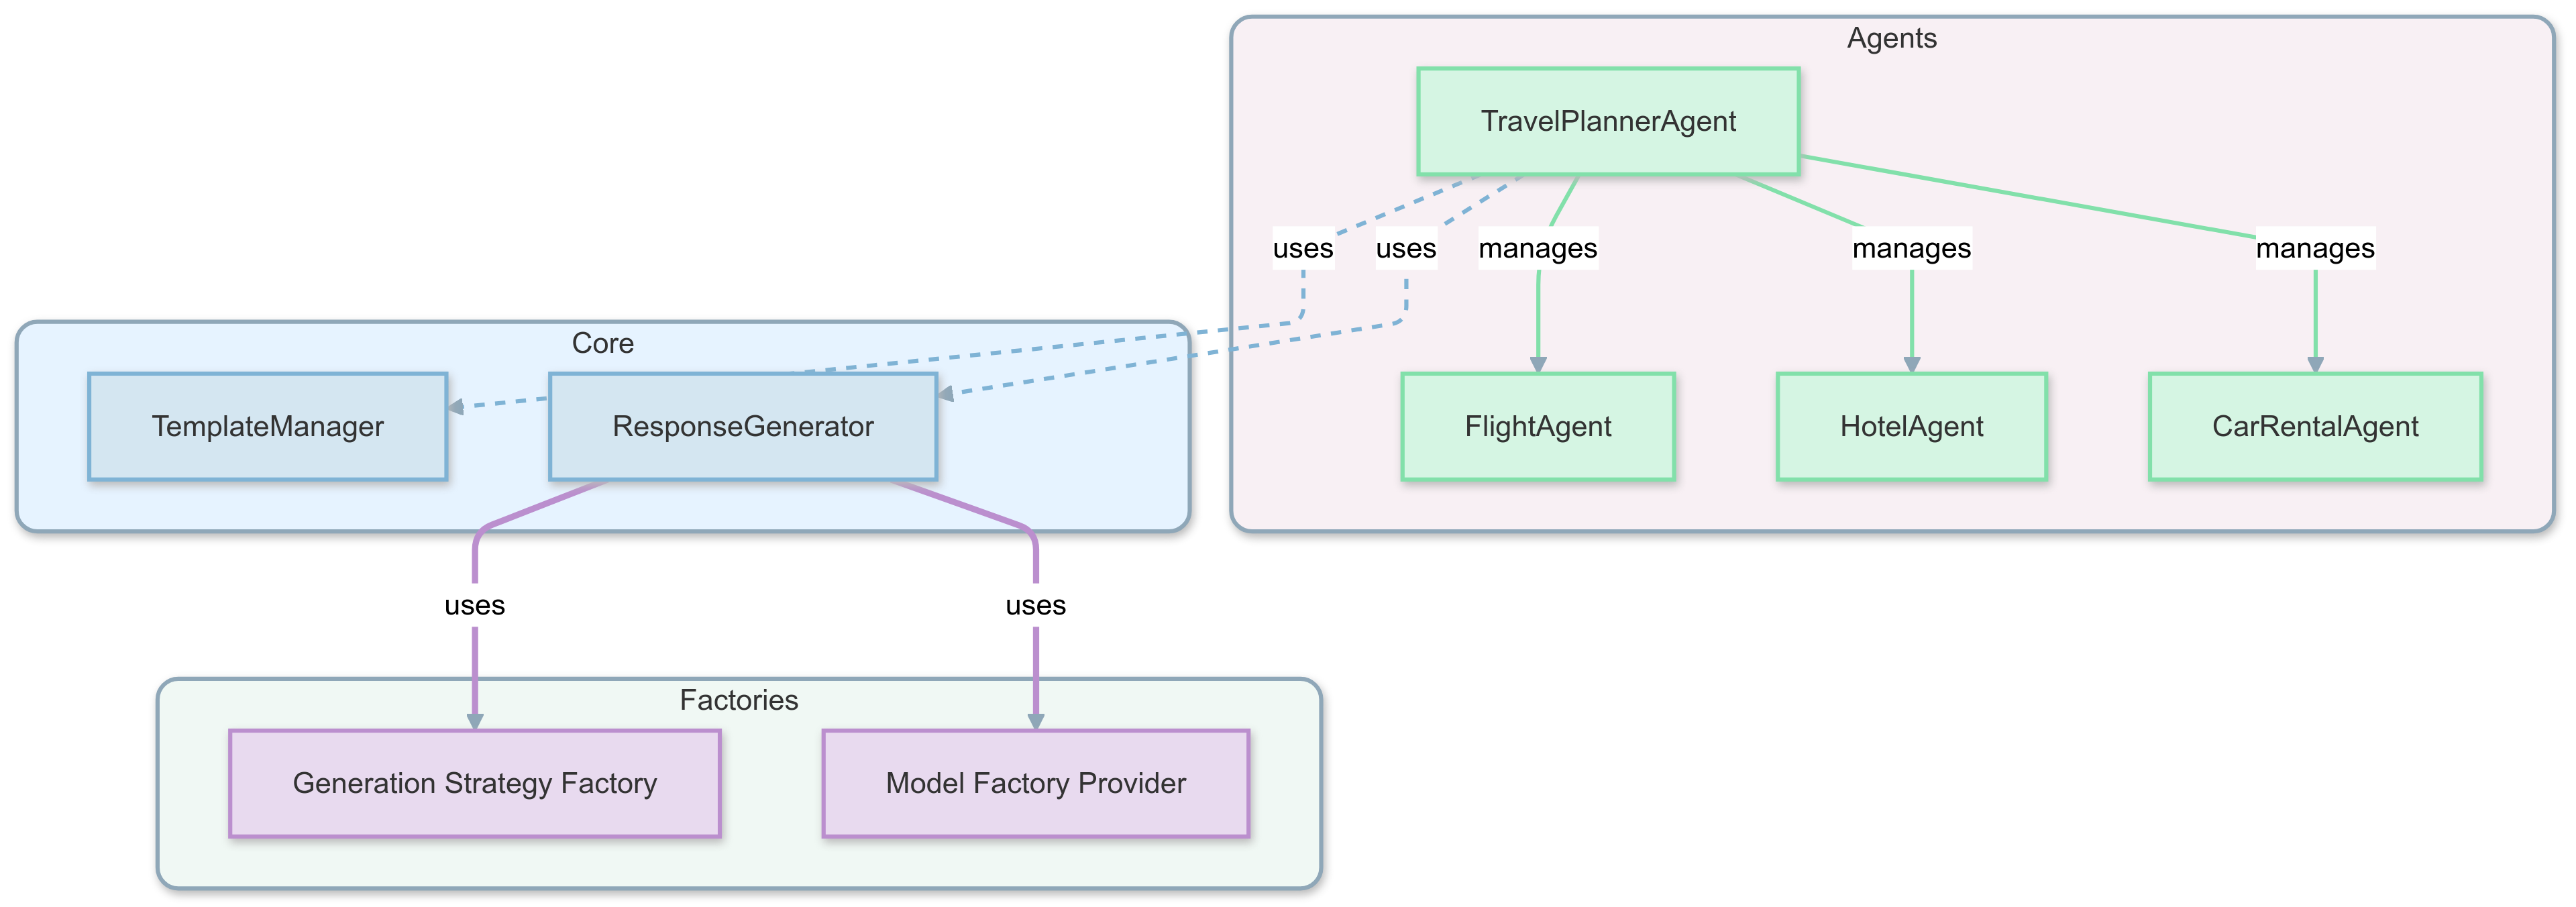 Agents
TravelPlannerAgent
uses
uses
manages
manages
manages
Core
TemplateManager
ResponseGenerator
FlightAgent
HotelAgent
CarRentalAgent
uses
uses
Factories
Generation Strategy Factory
Model Factory Provider